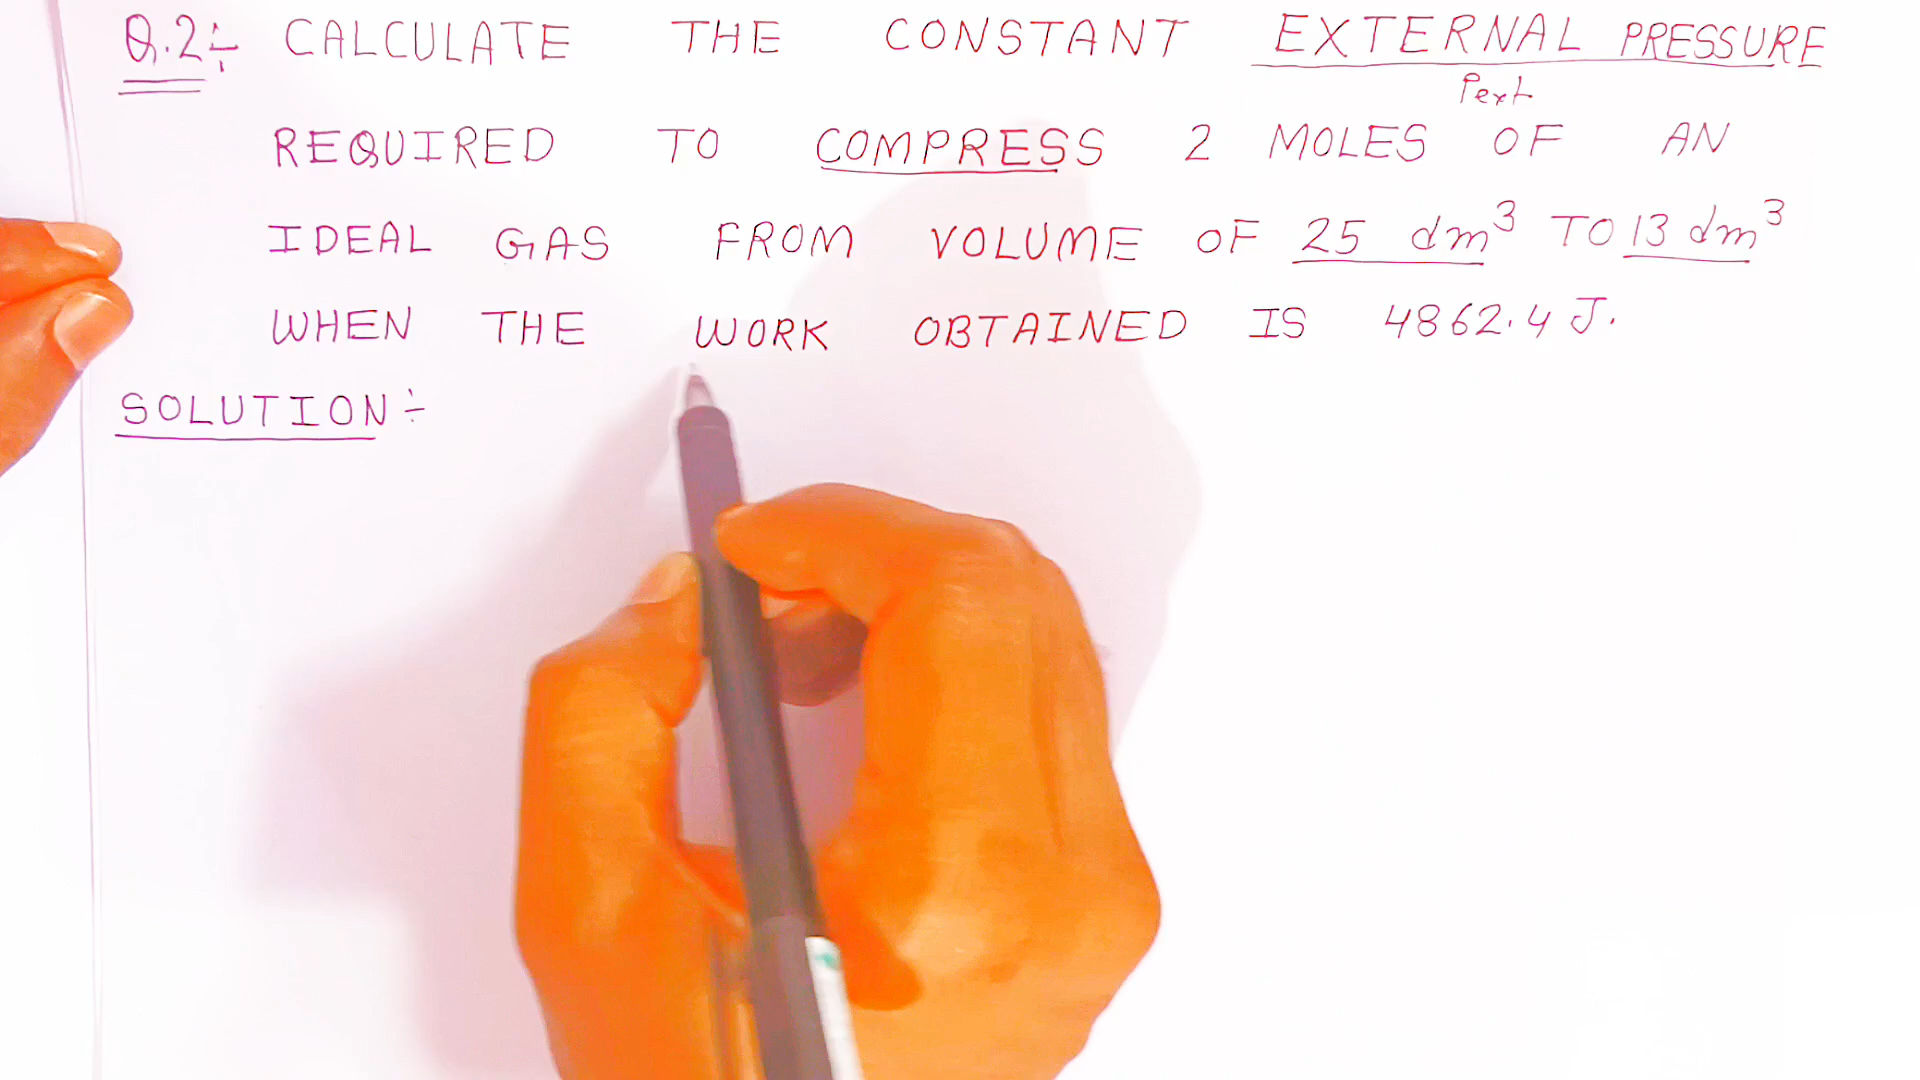 Q.2:- CALCULATE THE CONSTANT EXTERNAL PRESSURE
Pext
REQUIRED TO COMPRESS 2 MOLES OF AN
IDEAL GAS FROM VOLUME OF 25 dm³ TO 13 dm³
WHEN THE WORK OBTAINED IS 4862.4 J.
SOLUTION :-